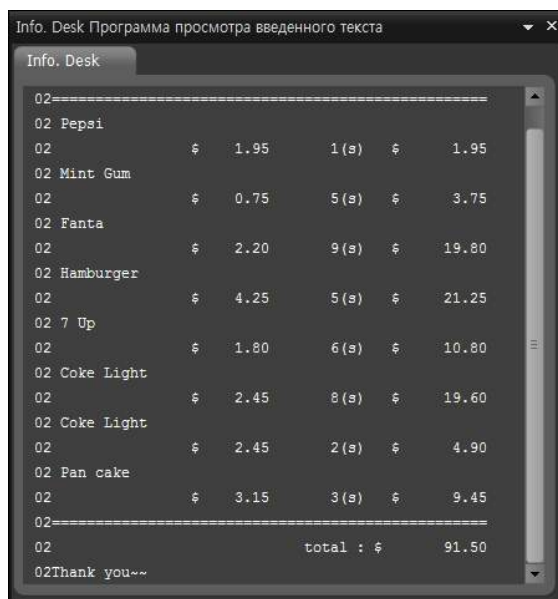 Info. Desk Программа просмотра введенного текста
Info. Desk
02==================================================
02 Pepsi
02 $ 1.95 1(s) $ 1.95
02 Mint Gum
02 $ 0.75 5(s) $ 3.75
02 Fanta
02 $ 2.20 9(s) $ 19.80
02 Hamburger
02 $ 4.25 5(s) $ 21.25
02 7 Up
02 $ 1.80 6(s) $ 10.80
02 Coke Light
02 $ 2.45 8(s) $ 19.60
02 Coke Light
02 $ 2.45 2(s) $ 4.90
02 Pan cake
02 $ 3.15 3(s) $ 9.45
02==================================================
02 total : $ 91.50
02Thank you~~